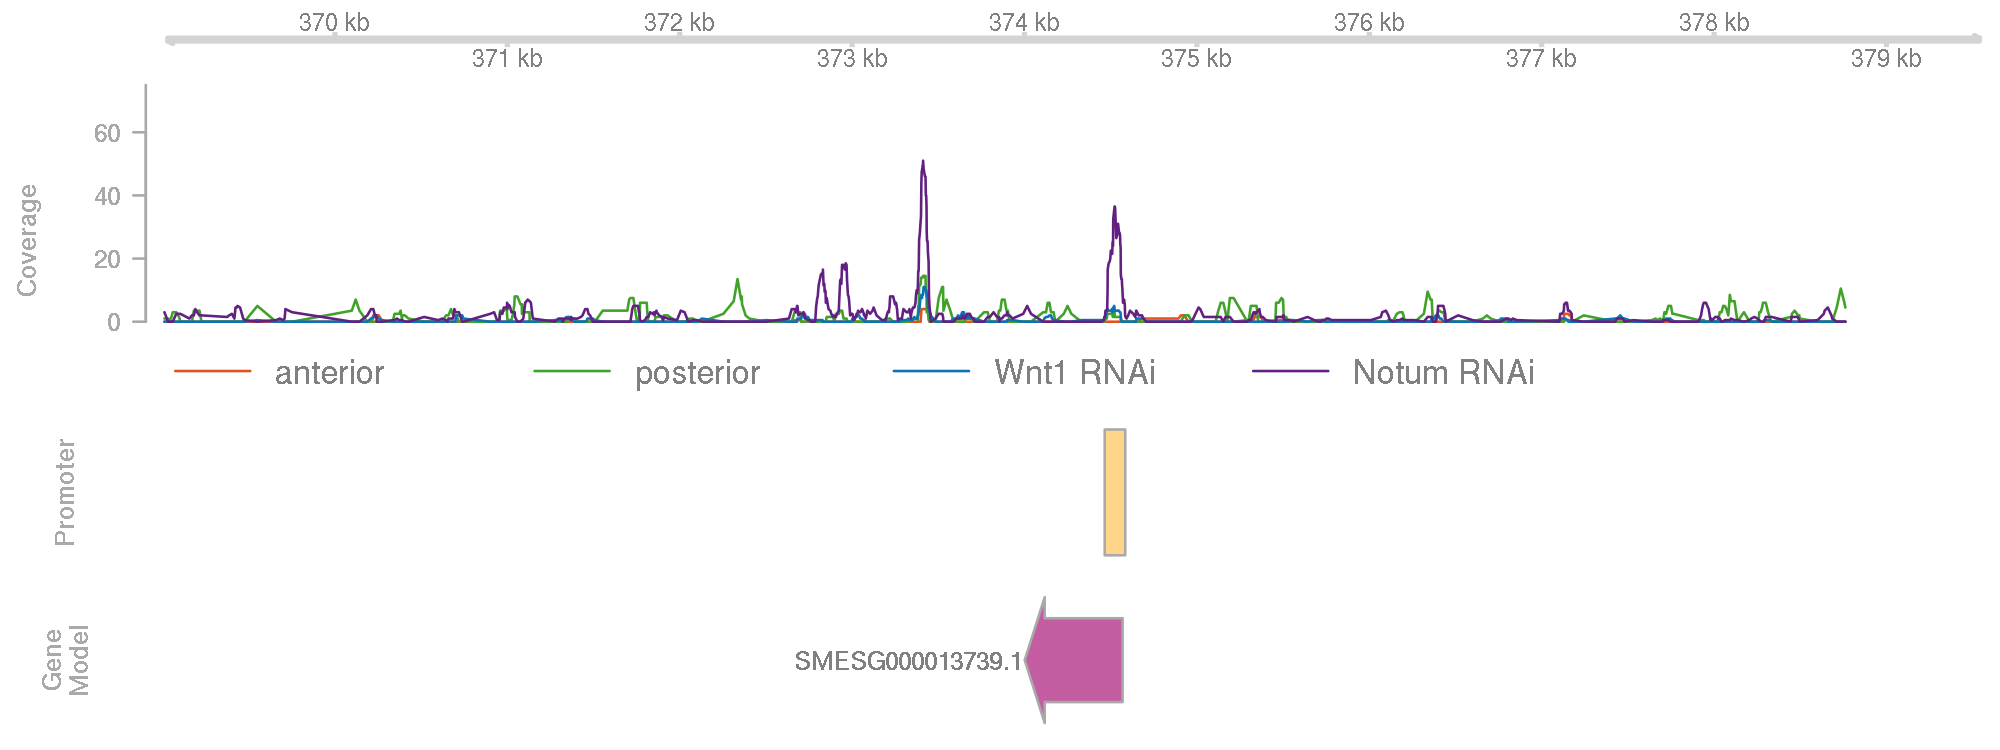 370 kb 372 kb 374 kb 376 kb 378 kb
371 kb 373 kb 375 kb 377 kb 379 kb
Coverage
60
40
20
0
anterior posterior Wnt1 RNAi Notum RNAi
Promoter
Gene
Model
SMESG000013739.1